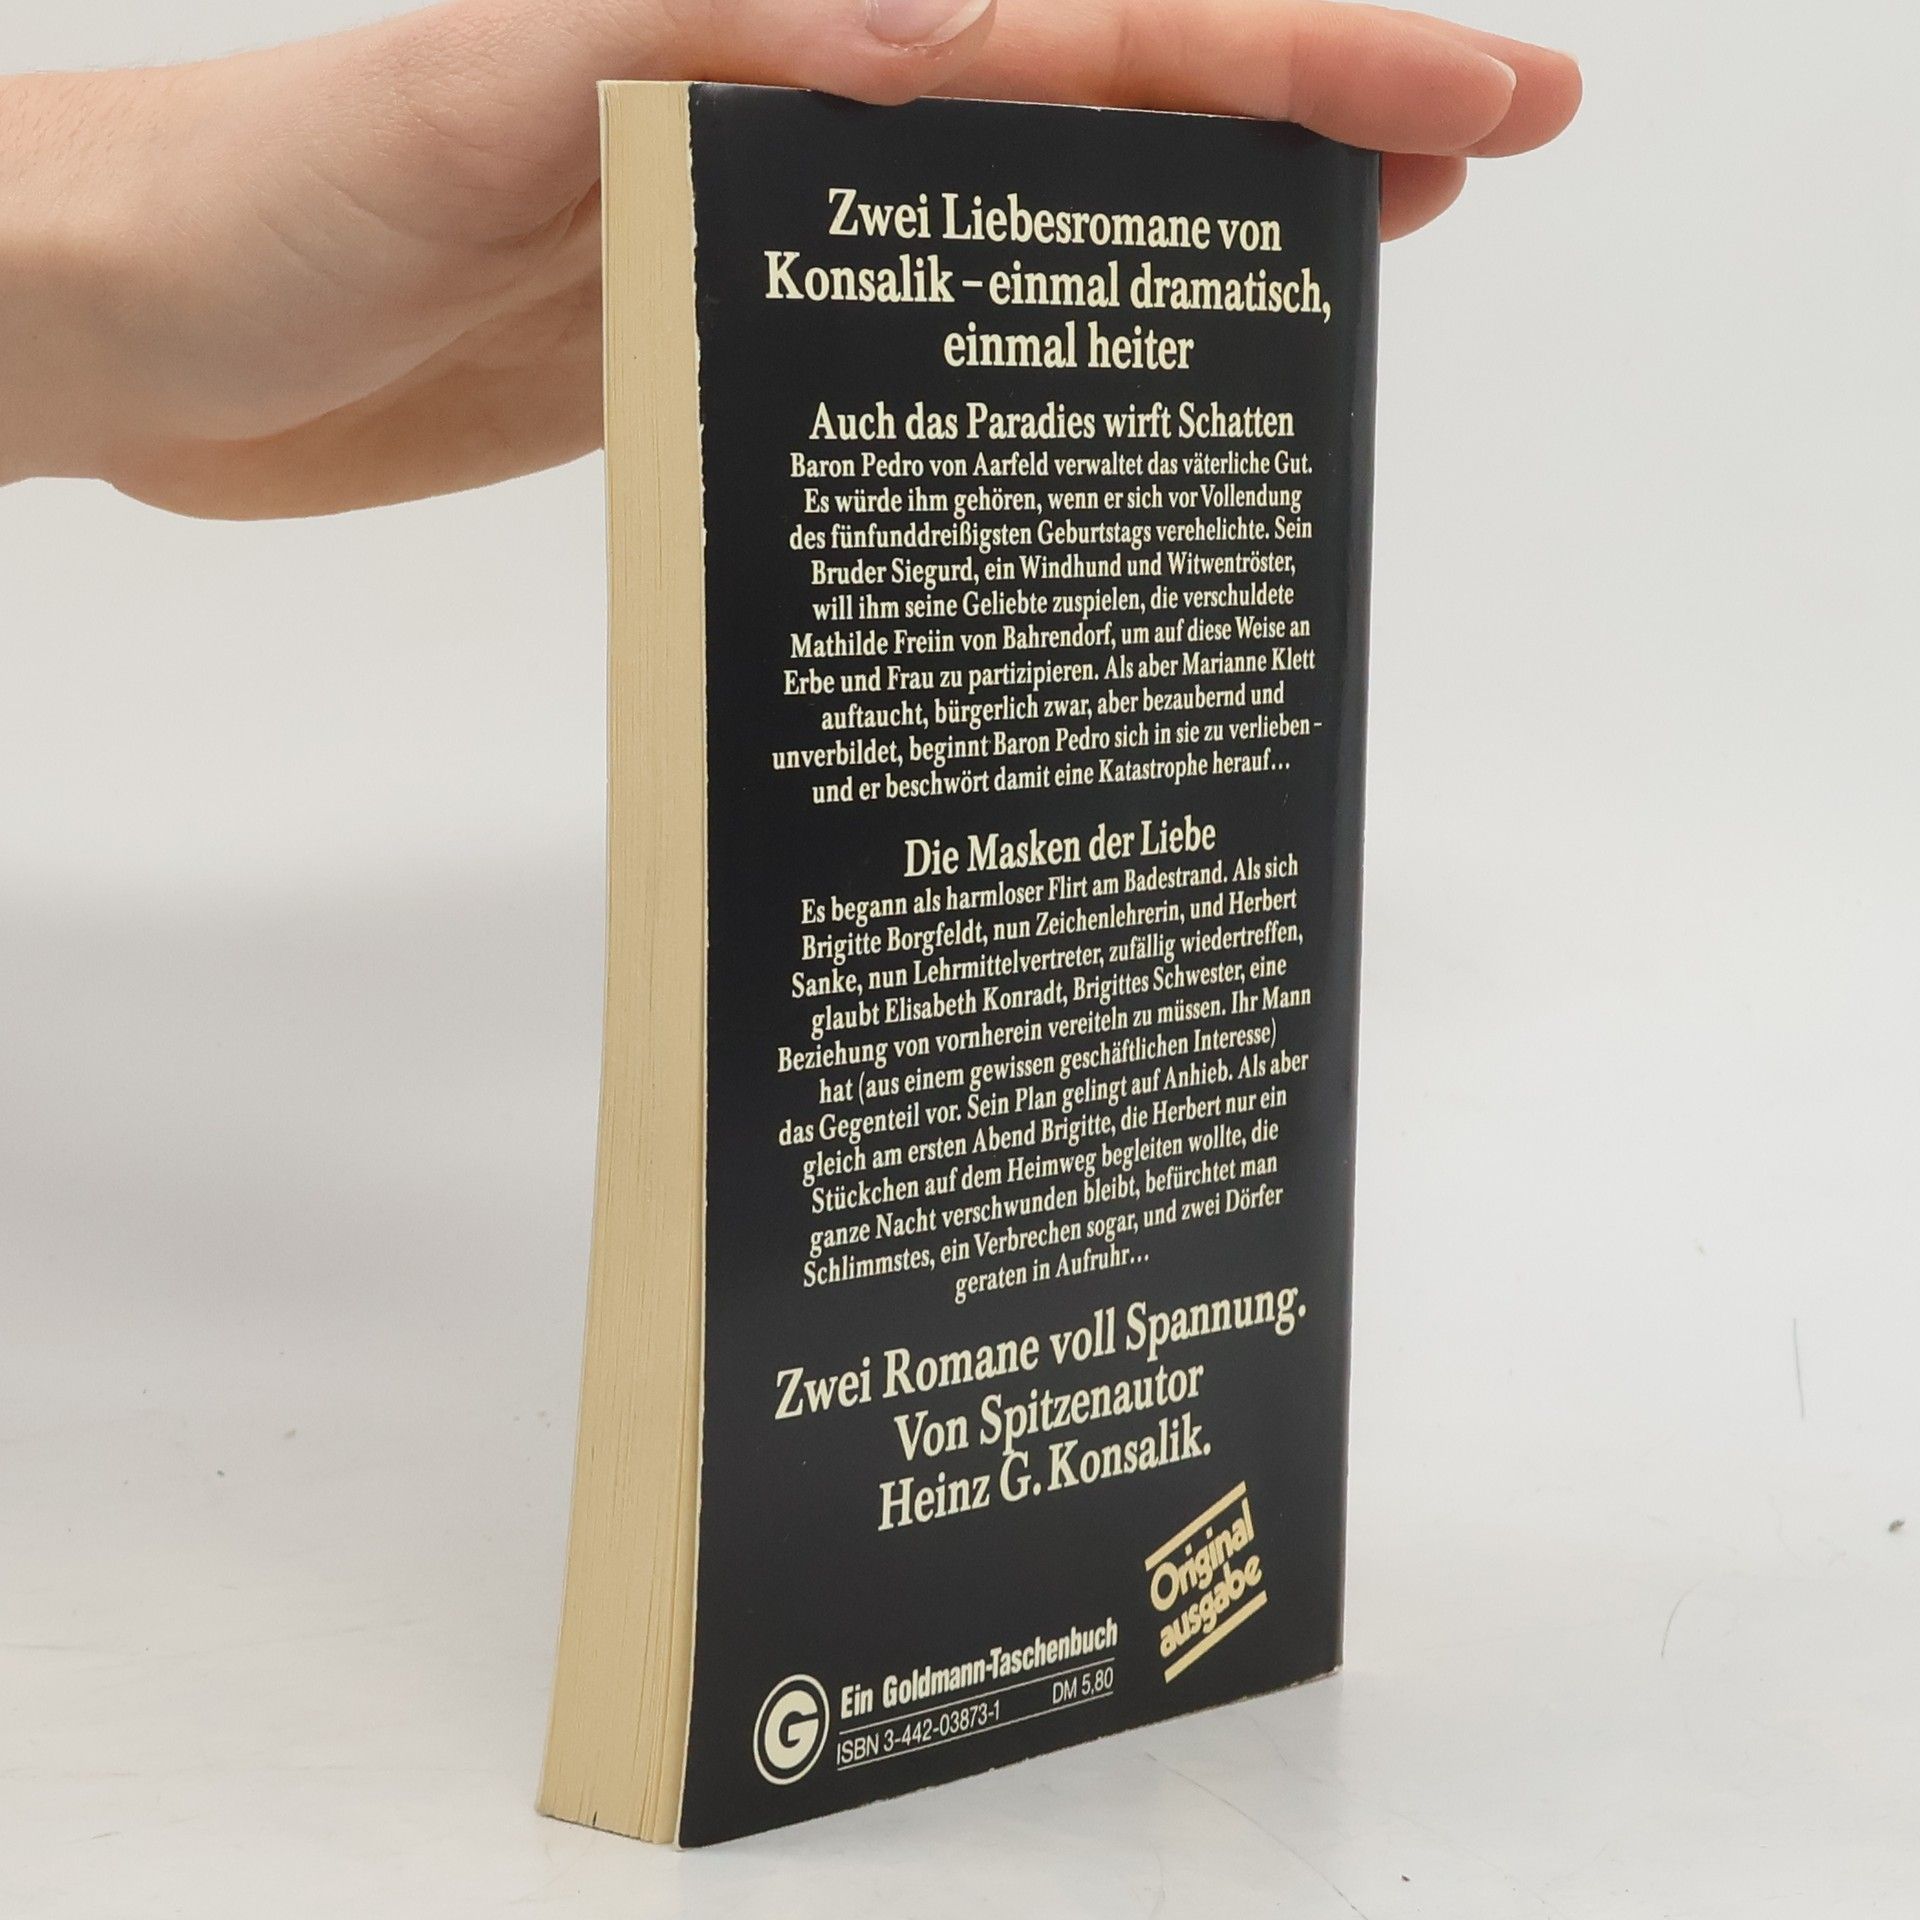 Zwei Liebesromane von
Konsalik – einmal dramatisch,
einmal heiter
Auch das Paradies wirft Schatten
Baron Pedro von Aarfeld verwaltet das väterliche Gut.
Es würde ihm gehören, wenn er sich vor Vollendung
des fünfunddreißigsten Geburtstags verehelichte. Sein
Bruder Siegurd, ein Windhund und Witwentröster,
will ihm seine Geliebte zuspielen, die verschuldete
Mathilde Freiin von Bahrendorf, um auf diese Weise an
Erbe und Frau zu partizipieren. Als aber Marianne Klett
auftaucht, bürgerlich zwar, aber bezaubernd und
unverbildet, beginnt Baron Pedro sich in sie zu verlieben –
und er beschwört damit eine Katastrophe herauf...
Die Masken der Liebe
Es begann als harmloser Flirt am Badestrand. Als sich
Brigitte Borgfeldt, nun Zeichenlehrerin, und Herbert
Sanke, nun Lehrmittelvertreter, zufällig wiedertreffen,
glaubt Elisabeth Konradt, Brigittes Schwester, eine
Beziehung von vornherein vereiteln zu müssen. Ihr Mann
hat (aus einem gewissen geschäftlichen Interesse)
das Gegenteil vor. Sein Plan gelingt auf Anhieb. Als aber
gleich am ersten Abend Brigitte, die Herbert nur ein
Stückchen auf dem Heimweg begleiten wollte, die
ganze Nacht verschwunden bleibt, befürchtet man
Schlimmstes, ein Verbrechen sogar, und zwei Dörfer
geraten in Aufruhr...
Zwei Romane voll Spannung.
Von Spitzenautor
Heinz G. Konsalik.
Original
ausgabe
G
Ein Goldmann-Taschenbuch
ISBN 3-442-03873-1 DM 5,80